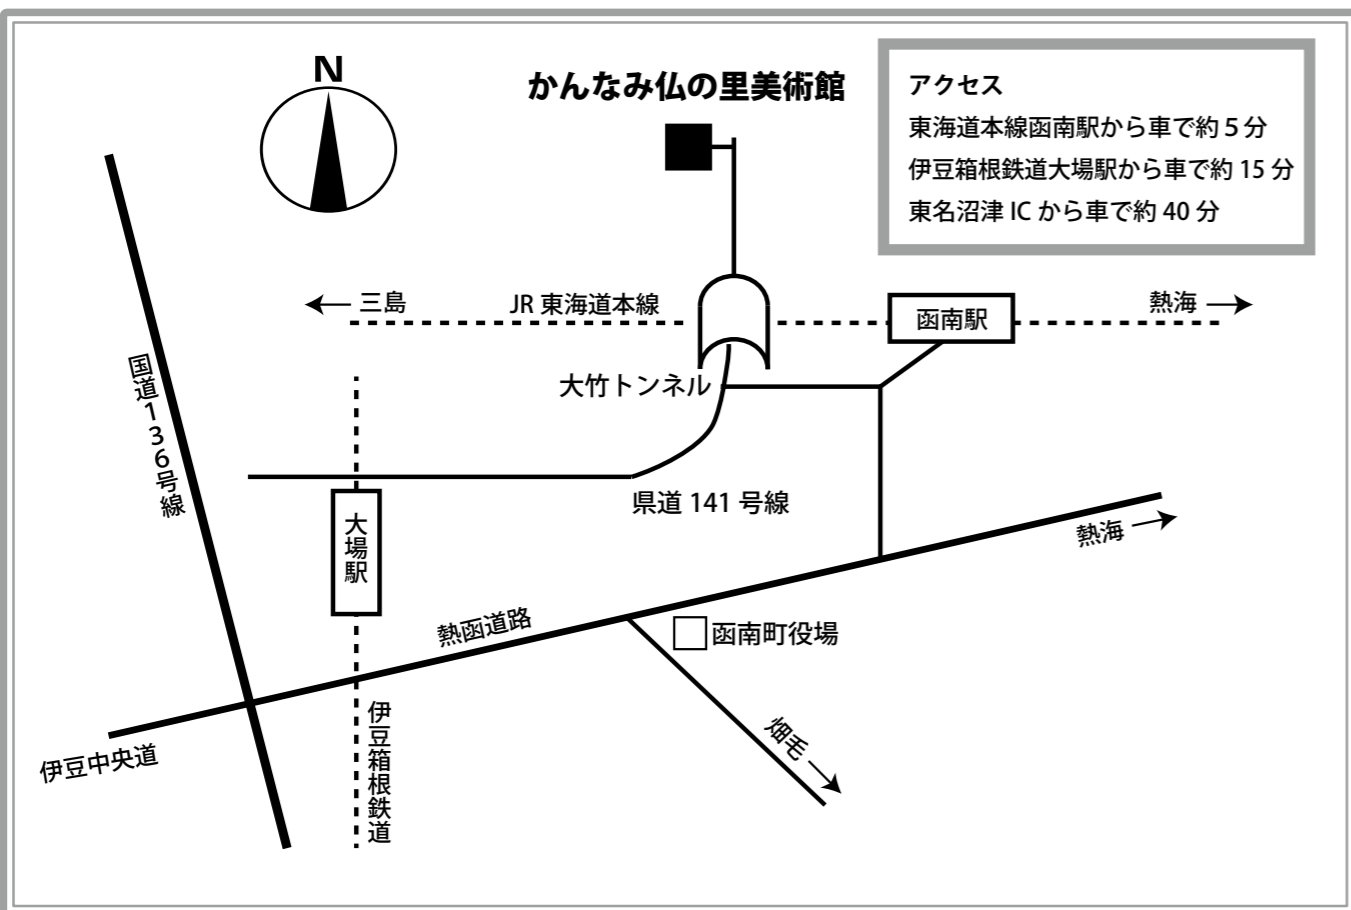 N
かんなみ仏の里美術館
アクセス
東海道本線函南駅から車で約 5 分
伊豆箱根鉄道大場駅から車で約 15 分
東名沼津 IC から車で約 40 分
三島
JR 東海道本線
函南駅
熱海
国道136号線
大竹トンネル
県道 141 号線
大場駅
熱海
熱函道路
函南町役場
伊豆中央道
伊豆箱根鉄道
畑毛